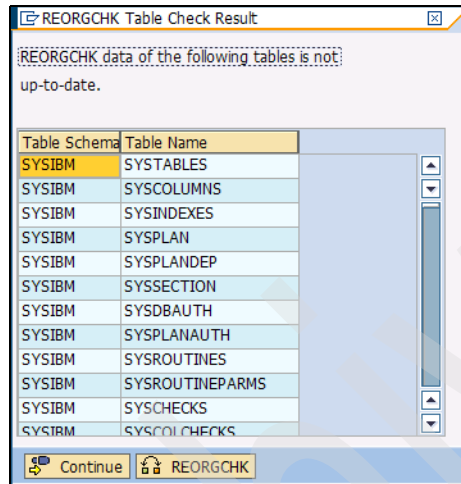 REORGCHK Table Check Result
REORGCHK data of the following tables is not
up-to-date.
Table Schema Table Name
SYSIBM SYSTABLES
SYSIBM SYSCOLUMNS
SYSIBM SYSINDEXES
SYSIBM SYSPLAN
SYSIBM SYSPLANDEP
SYSIBM SYSSECTION
SYSIBM SYSDBAUTH
SYSIBM SYSPLANAUTH
SYSIBM SYSROUTINES
SYSIBM SYSROUTINEPARMS
SYSIBM SYSCHECKS
SYSIBM SYSCOLCHECKS
Continue REORGCHK